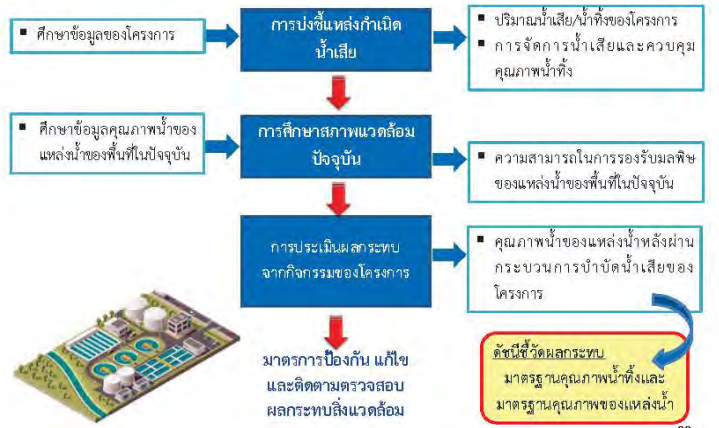 ▪ ศึกษาข้อมูลของโครงการ
การบ่งชี้แหล่งกำเนิด
น้ำเสีย
▪ ปริมาณน้ำเสีย/น้ำทิ้งของโครงการ
▪ การจัดการน้ำเสียและควบคุม
คุณภาพน้ำทิ้ง
▪ ศึกษาข้อมูลคุณภาพน้ำของ
แหล่งน้ำของพื้นที่ในปัจจุบัน
การศึกษาสภาพแวดล้อม
ปัจจุบัน
▪ ความสามารถในการรองรับมลพิษ
ของแหล่งน้ำของพื้นที่ในปัจจุบัน
การประเมินผลกระทบ
จากกิจกรรมของโครงการ
▪ คุณภาพน้ำของแหล่งน้ำหลังผ่าน
กระบวนการบำบัดน้ำเสียของ
โครงการ
มาตรการป้องกัน แก้ไข
และติดตามตรวจสอบ
ผลกระทบสิ่งแวดล้อม
ดัชนีชี้วัดผลกระทบ
มาตรฐานคุณภาพน้ำทิ้งและ
มาตรฐานคุณภาพของแหล่งน้ำ